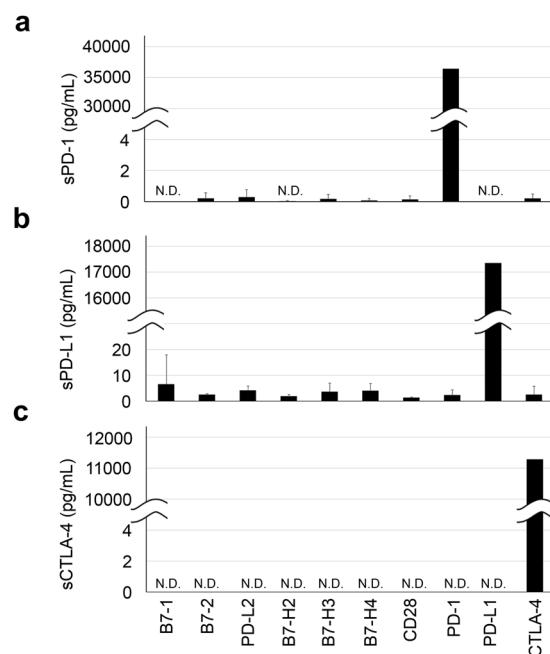 a
sPD-1 (pg/mL)
40000
35000
30000
4
2
0
N.D. N.D. N.D.
b
sPD-L1 (pg/mL)
18000
17000
16000
20
10
0
c
sCTLA-4 (pg/mL)
12000
11000
10000
4
2
0
N.D. N.D. N.D. N.D. N.D. N.D. N.D. N.D. N.D.
B7-1
B7-2
PD-L2
B7-H2
B7-H3
B7-H4
CD28
PD-1
PD-L1
CTLA-4